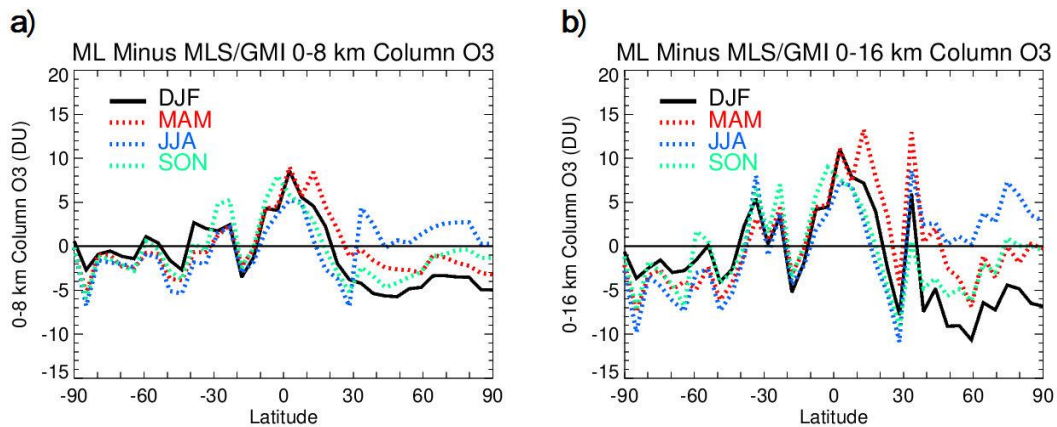 a)
ML Minus MLS/GMI 0-8 km Column O3
0-8 km Column O3 (DU)
20
15
10
5
0
-5
-10
-15
DJF
MAM
JJA
SON
-90
-60
-30
0
30
60
90
Latitude
b)
ML Minus MLS/GMI 0-16 km Column O3
0-16 km Column O3 (DU)
20
15
10
5
0
-5
-10
-15
DJF
MAM
JJA
SON
-90
-60
-30
0
30
60
90
Latitude